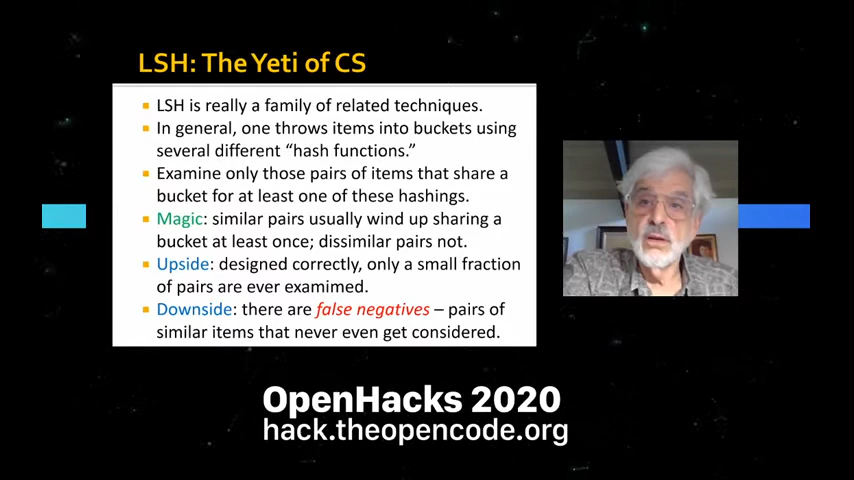 LSH: The Yeti of CS
LSH is really a family of related techniques.
In general, one throws items into buckets using
several different “hash functions.”
Examine only those pairs of items that share a
bucket for at least one of these hashings.
Magic: similar pairs usually wind up sharing a
bucket at least once; dissimilar pairs not.
Upside: designed correctly, only a small fraction
of pairs are ever examined.
Downside: there are false negatives – pairs of
similar items that never even get considered.
OpenHacks 2020
hack.theopencode.org